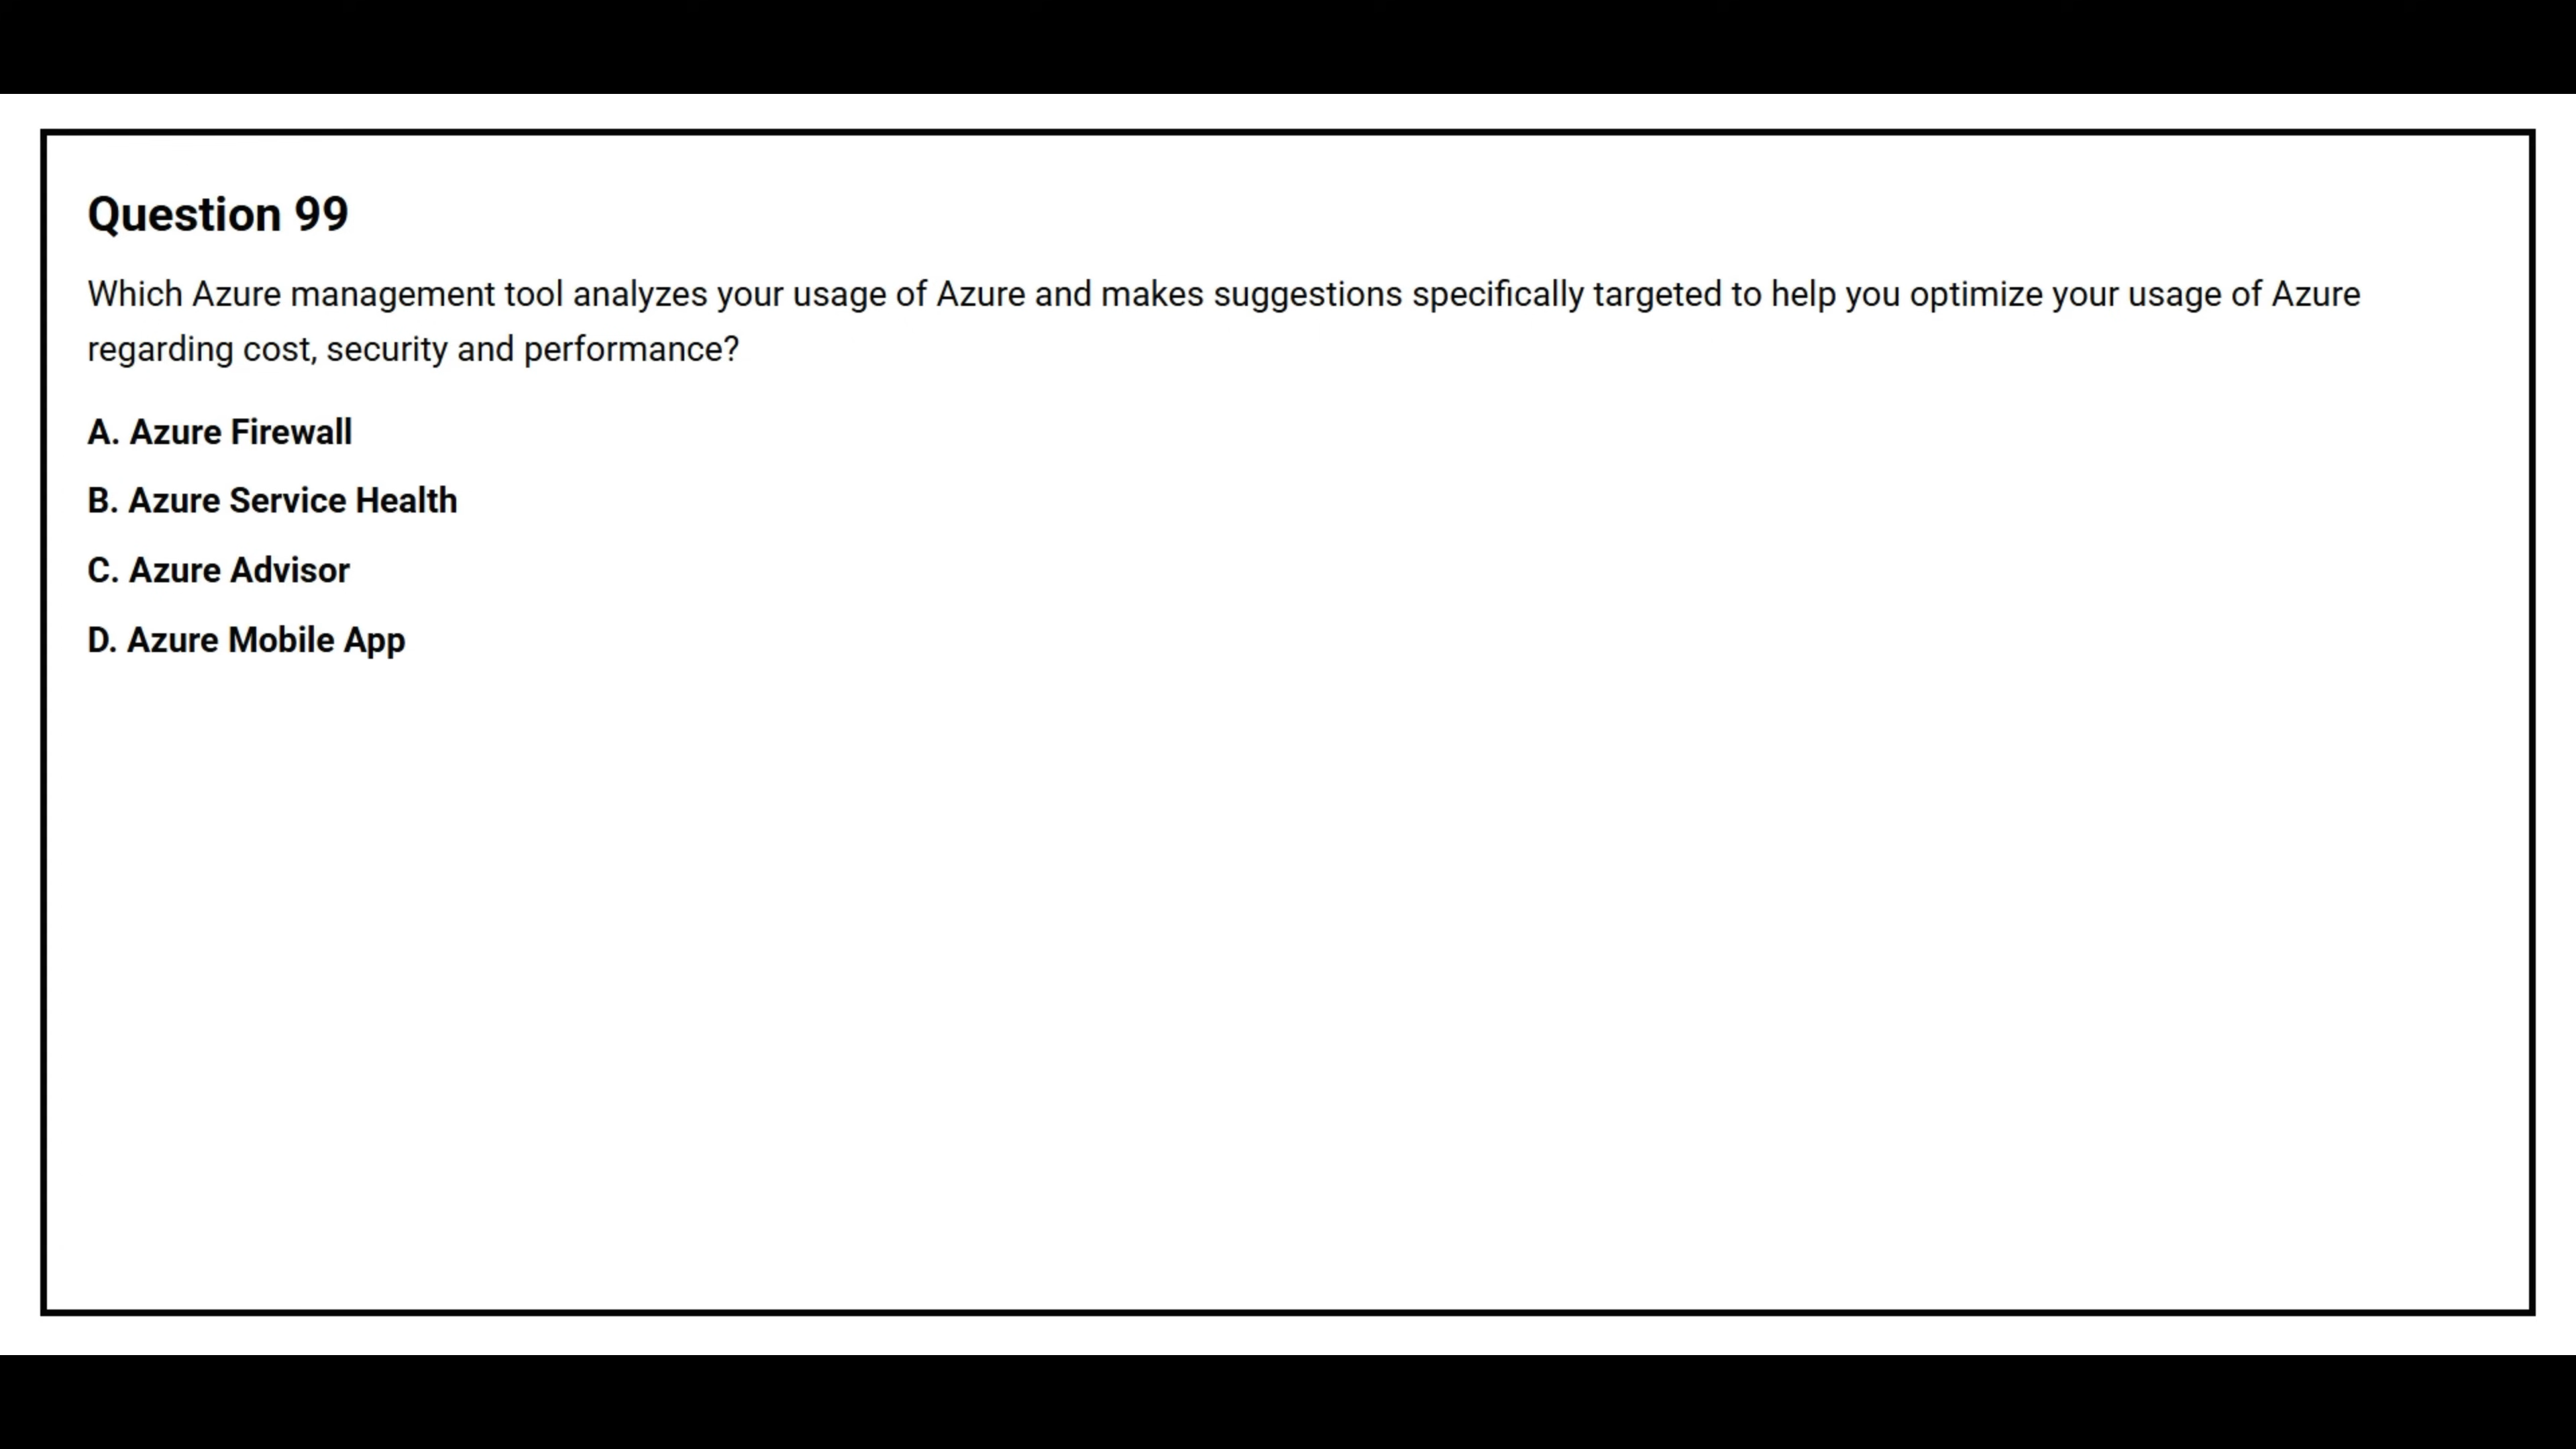 Question 99
Which Azure management tool analyzes your usage of Azure and makes suggestions specifically targeted to help you optimize your usage of Azure
regarding cost, security and performance?
A. Azure Firewall
B. Azure Service Health
C. Azure Advisor
D. Azure Mobile App